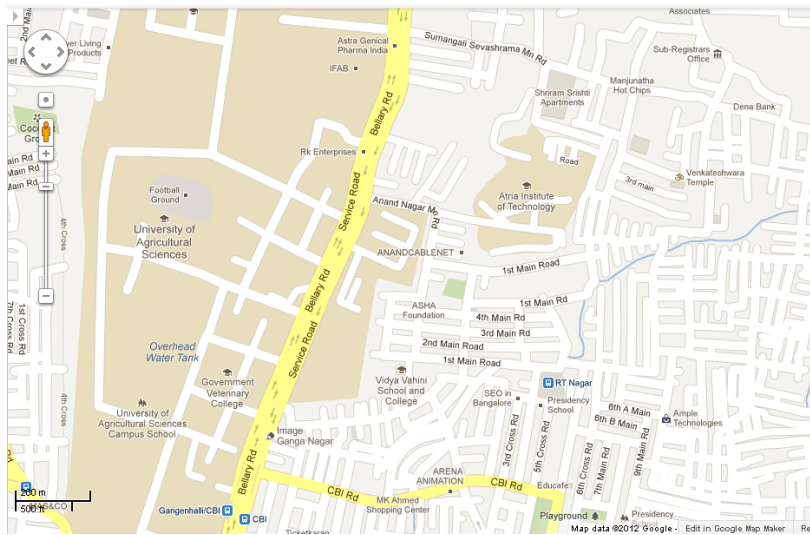 Associates
2nd Main
er Living
Products
Astra Genical
Pharma India
IFAB
Sumangali Sevashrama Mn Rd
Sub-Registrars
Office
Manjunatha
Hot Chips
Shriram Srishti
Apartments
Dena Bank
Bellary Rd
Rk Enterprises
Road
3rd main
Venkateshwara
Temple
Main Rd
Main Rd
Football
Ground
Service Road
Anand Nagar Mn Rd
Atria Institute
of Technology
4th Cross
University of
Agricultural
Sciences
ANANDCABLENET
1st Main Road
Bellary Rd
1st Main Rd
ASHA
Foundation
4th Main Rd
3rd Main Rd
2nd Main Road
1st Main Road
1st Cross Rd
7th Cross Rd
Overhead
Water Tank
Service Road
Government
Veterinary
College
Vidya Vahini
School and
College
RT Nagar
SEO in
Bangalore
Presidency
School
4th Cross
University of
Agricultural Sciences
Campus School
Image
Ganga Nagar
6th A Main
6th B Main
Ample
Technologies
3rd Cross Rd
5th Cross Rd
6th Cross Rd
7th Main Rd
9th Main Rd
Bellary Rd
ARENA
ANIMATION
CBI Rd
CBI Rd
Educafe
MK Ahmed
Shopping Center
200 m
500 ft
Gangenhalli/CBI
CBI
Playground
Presidency
School
Ticketkaran
Map data ©2012 Google - Edit in Google Map Maker